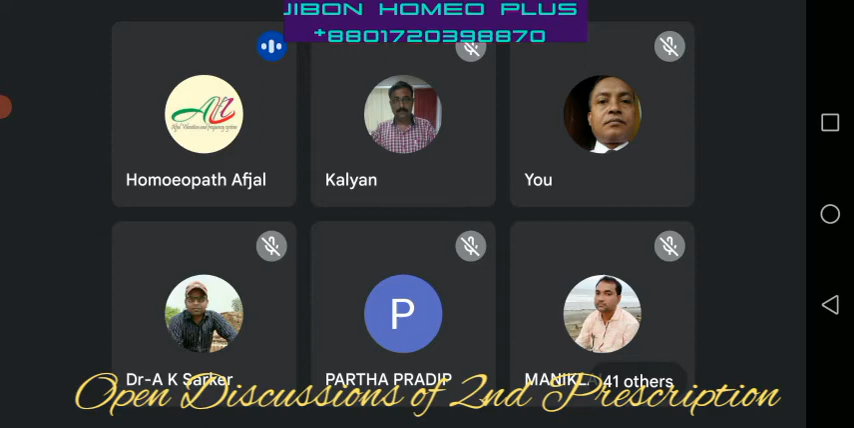 JIBON HOMEO PLUS
+8801720398870
Homoeopath Afjal
Kalyan
You
Dr-A K Sarker
P
PARTHA PRADIP
MANIK
41 others
Open Discussions of 2nd Prescription